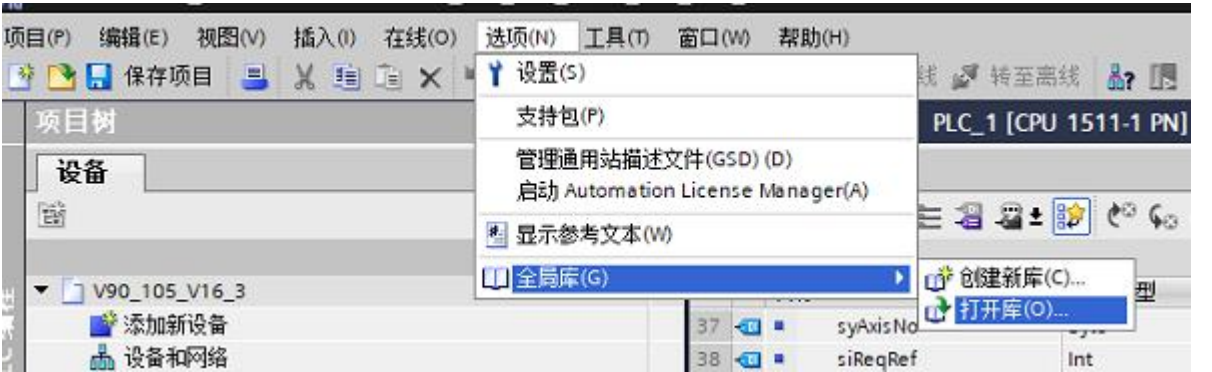 项目(P) 编辑(E) 视图(V) 插入(I) 在线(O) 选项(N) 工具(T) 窗口(W) 帮助(H)
保存项目 转至离线
设置(S)
项目树 PLC_1 [CPU 1511-1 PN]
支持包(P)
设备
管理通用站描述文件(GSD) (D)
启动 Automation License Manager(A)
显示参考文本(W)
全局库(G)
创建新库(C)...
打开库(O)...
型
V90_105_V16_3
添加新设备
37 syAxisNo
设备和网络
38 siReqRef Int